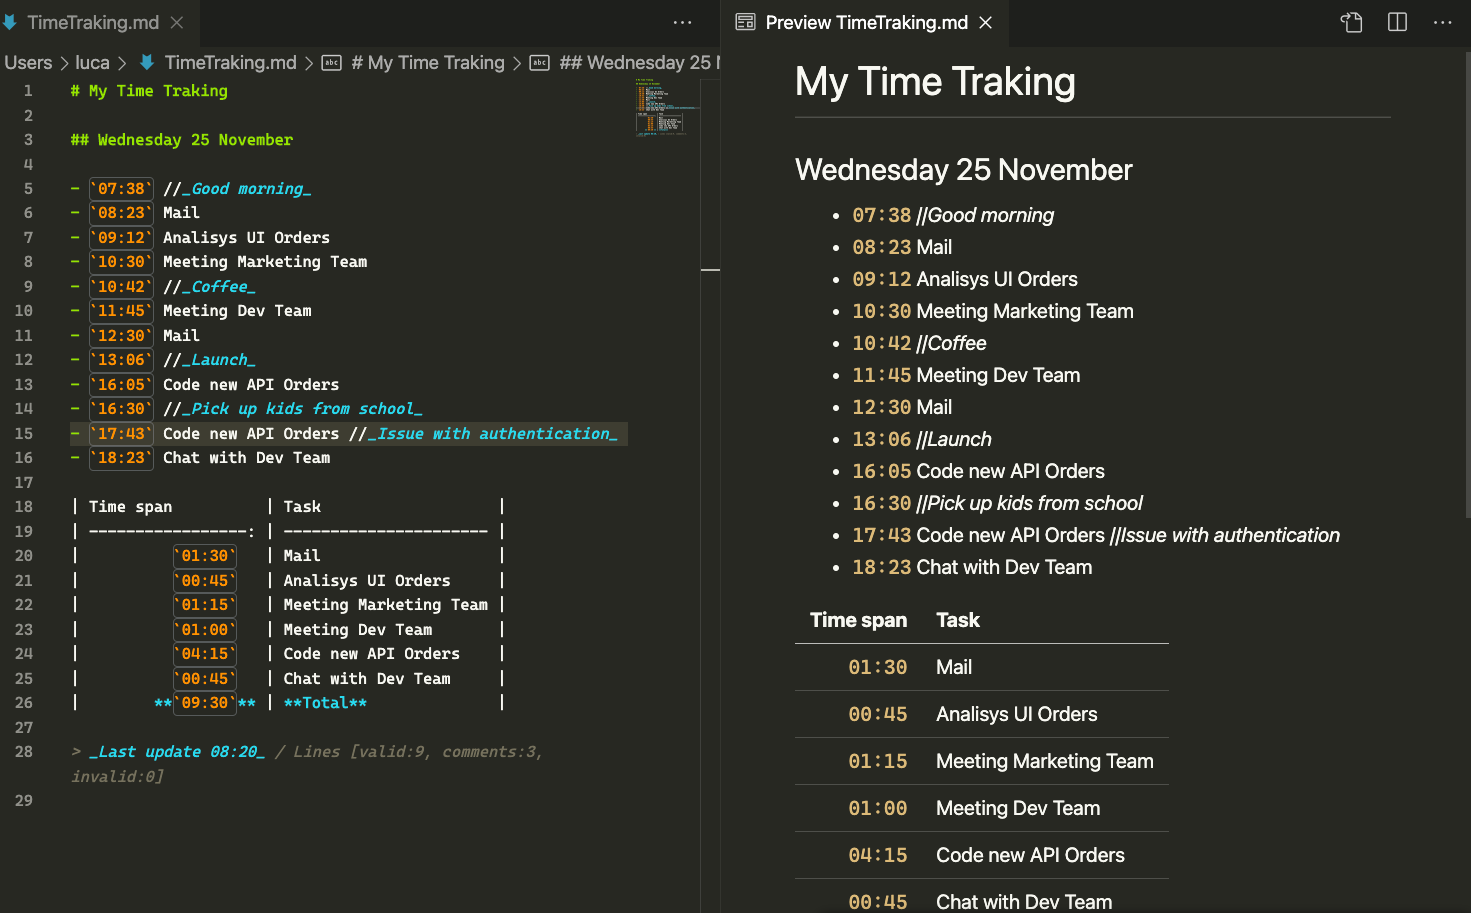 TimeTraking.md
Users > luca > TimeTraking.md > # My Time Traking > ## Wednesday 25 N
1 # My Time Traking
2
3 ## Wednesday 25 November
4
5 - `07:38` //_Good morning_
6 - `08:23` Mail
7 - `09:12` Analisys UI Orders
8 - `10:30` Meeting Marketing Team
9 - `10:42` //_Coffee_
10 - `11:45` Meeting Dev Team
11 - `12:30` Mail
12 - `13:06` //_Launch_
13 - `16:05` Code new API Orders
14 - `16:30` //_Pick up kids from school_
15 - `17:43` Code new API Orders //_Issue with authentication_
16 - `18:23` Chat with Dev Team
17
18 | Time span | Task |
19 | -----------------: | ---------------------- |
20 | `01:30` | Mail |
21 | `00:45` | Analisys UI Orders |
22 | `01:15` | Meeting Marketing Team |
23 | `01:00` | Meeting Dev Team |
24 | `04:15` | Code new API Orders |
25 | `00:45` | Chat with Dev Team |
26 | **`09:30`** | **Total** |
27
28 > _Last update 08:20_ / Lines [valid:9, comments:3,
invalid:0]
29
Preview TimeTraking.md
My Time Traking
Wednesday 25 November
• 07:38 //Good morning
• 08:23 Mail
• 09:12 Analisys UI Orders
• 10:30 Meeting Marketing Team
• 10:42 //Coffee
• 11:45 Meeting Dev Team
• 12:30 Mail
• 13:06 //Launch
• 16:05 Code new API Orders
• 16:30 //Pick up kids from school
• 17:43 Code new API Orders //Issue with authentication
• 18:23 Chat with Dev Team
Time span Task
01:30 Mail
00:45 Analisys UI Orders
01:15 Meeting Marketing Team
01:00 Meeting Dev Team
04:15 Code new API Orders
00:45 Chat with Dev Team